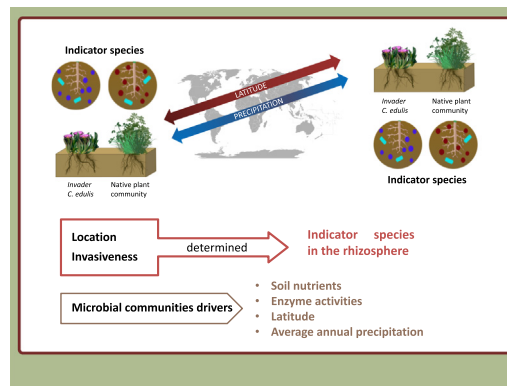 Indicator species
LATITUDE
PRECIPITATION
Invader
C. edulis
Native plant
community
Invader
C. edulis
Native plant
community
Indicator species
Location
Invasiveness
determined
Indicator species
in the rhizosphere
Microbial communities drivers
• Soil nutrients
• Enzyme activities
• Latitude
• Average annual precipitation